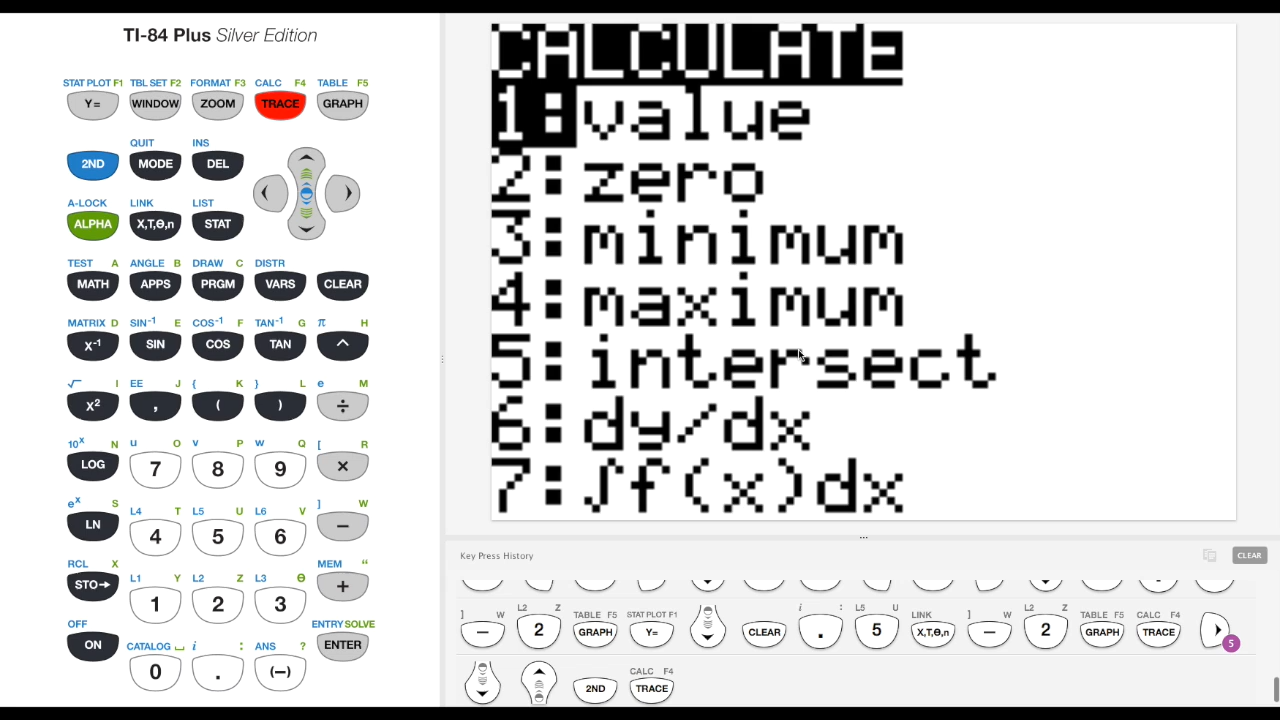 TI-84 Plus Silver Edition
STAT PLOT F1 TBL SET F2 FORMAT F3 CALC F4 TABLE F5
Y= WINDOW ZOOM TRACE GRAPH
QUIT INS
2ND MODE DEL
A-LOCK LINK LIST
ALPHA X,T,Θ,n STAT
TEST A ANGLE B DRAW C DISTR
MATH APPS PRGM VARS CLEAR
MATRIX D SIN⁻¹ E COS⁻¹ F TAN⁻¹ G π H
x⁻¹ SIN COS TAN ^
√‾ I EE J { K } L e M
x² , ( ) ÷
10ˣ N u O v P w Q [ R
LOG 7 8 9 ×
eˣ S L4 T L5 U L6 V ] W
LN 4 5 6 −
RCL X L1 Y L2 Z L3 Θ MEM “
STO→ 1 2 3 +
OFF CATALOG ⎵ i : ANS ? ENTRY SOLVE
ON 0 . (−) ENTER
CALCULATE
1:value
2:zero
3:minimum
4:maximum
5:intersect
6:dy/dx
7:∫f(x)dx
...
Key Press History
CLEAR
] W L2 Z TABLE F5 STAT PLOT F1 i : L5 U LINK ] W L2 Z TABLE F5 CALC F4
− 2 GRAPH Y= CLEAR . 5 X,T,Θ,n − 2 GRAPH TRACE 5
CALC F4
2ND TRACE